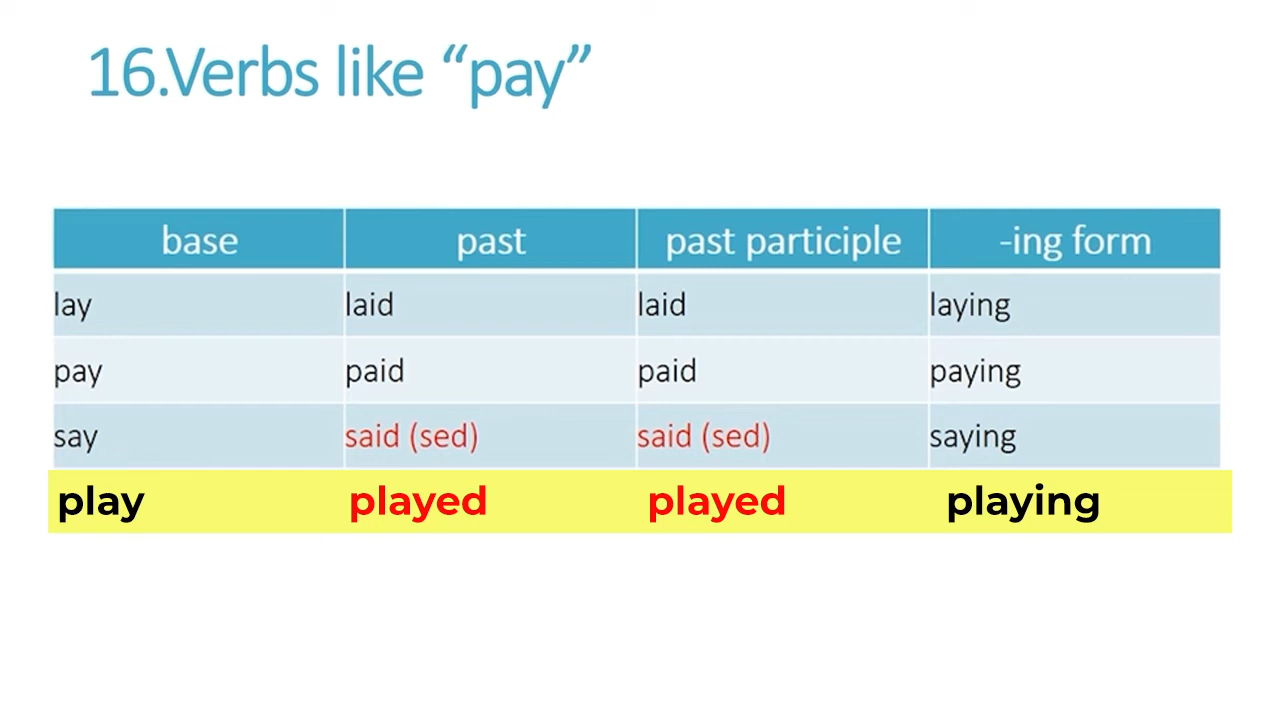 16.Verbs like “pay”
base past past participle -ing form
lay laid laid laying
pay paid paid paying
say said (sed) said (sed) saying
play played played playing